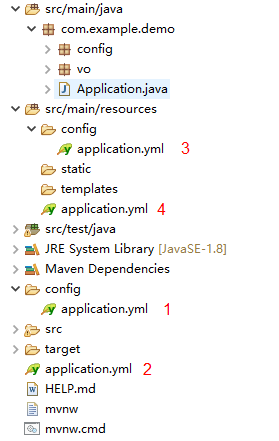 src/main/java
com.example.demo
config
vo
Application.java
src/main/resources
config
application.yml 3
static
templates
application.yml 4
src/test/java
JRE System Library [JavaSE-1.8]
Maven Dependencies
config
application.yml 1
src
target
application.yml 2
HELP.md
mvnw
mvnw.cmd